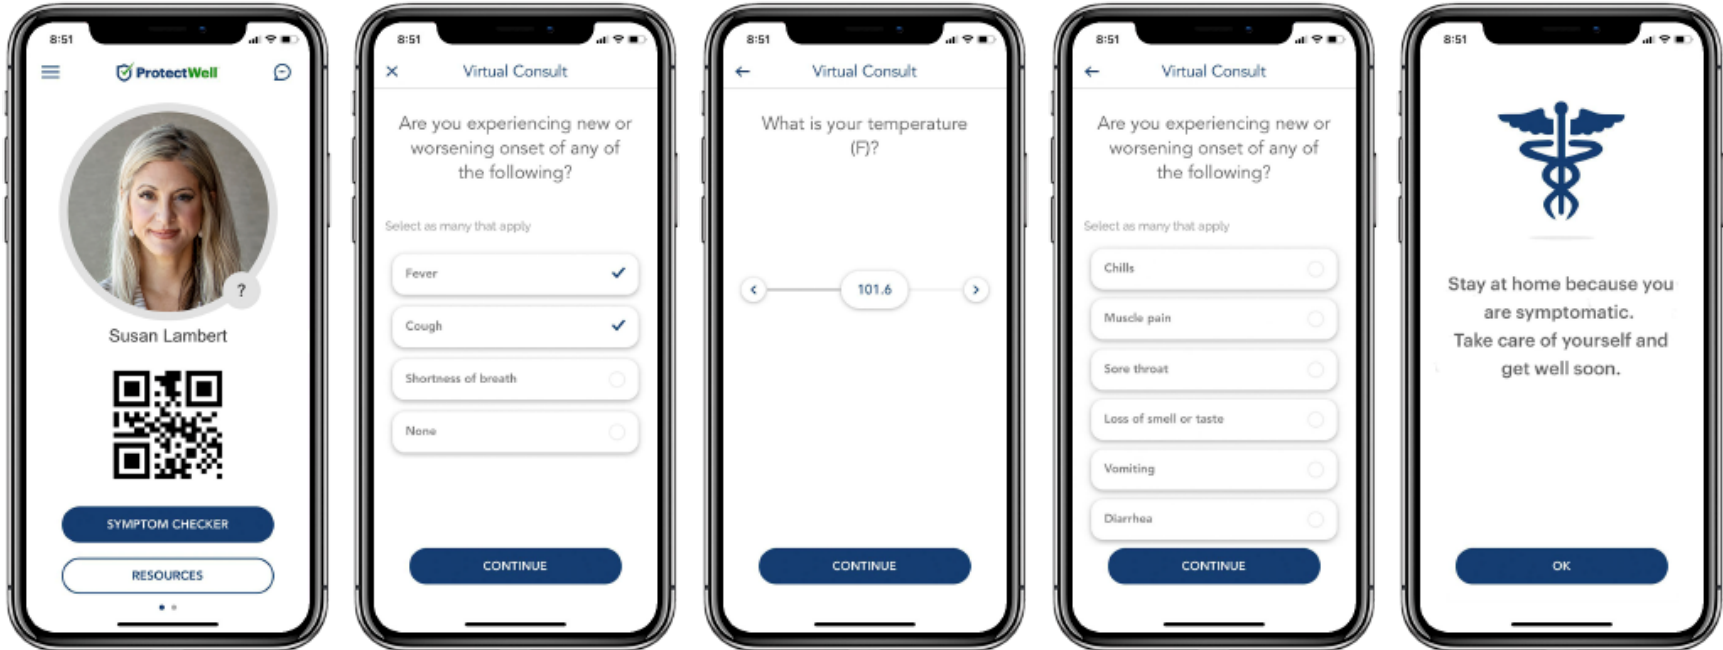 8:51
ProtectWell
?
Susan Lambert
SYMPTOM CHECKER
RESOURCES
8:51
Virtual Consult
Are you experiencing new or
worsening onset of any of
the following?
Select as many that apply
Fever
Cough
Shortness of breath
None
CONTINUE
8:51
Virtual Consult
What is your temperature
(F)?
101.6
CONTINUE
8:51
Virtual Consult
Are you experiencing new or
worsening onset of any of
the following?
Select as many that apply
Chills
Muscle pain
Sore throat
Loss of smell or taste
Vomiting
Diarrhea
CONTINUE
8:51
Stay at home because you
are symptomatic.
Take care of yourself and
get well soon.
OK